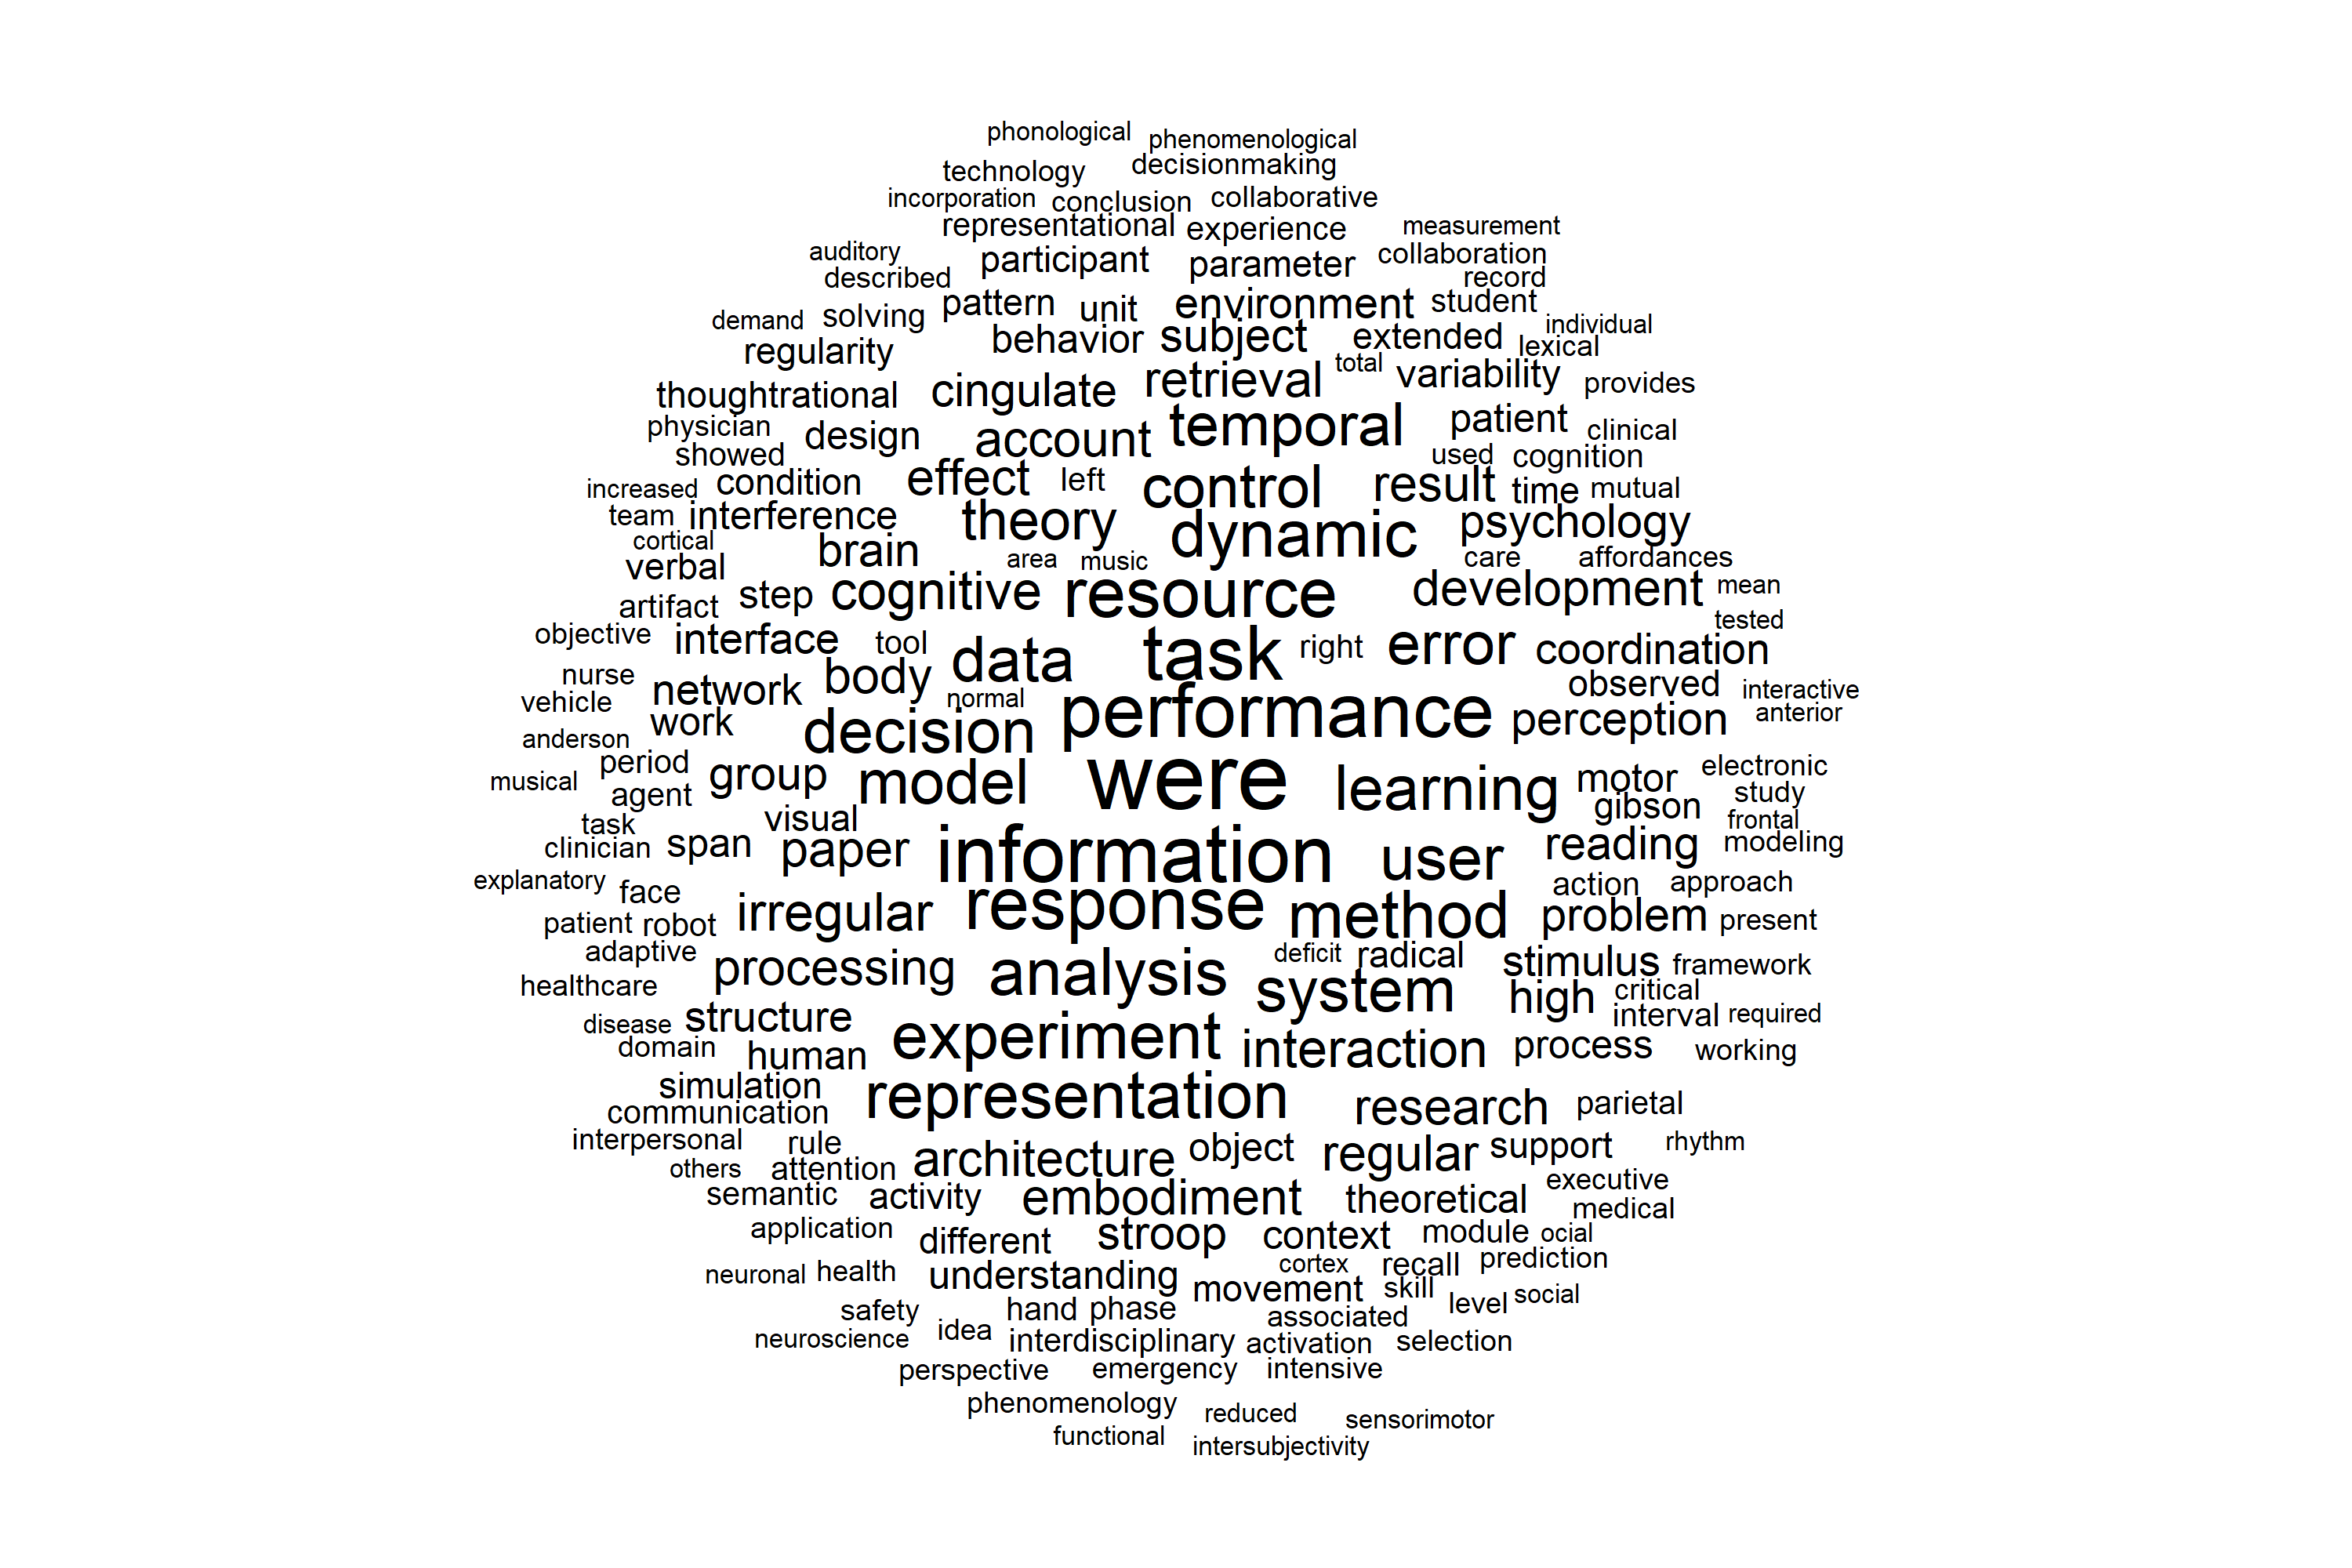 phonological phenomenological
technology decisionmaking
incorporation conclusion collaborative
representational experience measurement
auditory participant parameter collaboration
described record
demand solving pattern unit environment student
regularity behavior subject extended individual
lexical
thoughtrational cingulate retrieval total variability provides
physician design account temporal patient clinical
showed used cognition
increased condition effect left control result time mutual
team interference theory dynamic psychology
cortical brain area music care affordances
verbal
artifact step cognitive resource development mean
tested
objective interface tool data task right error coordination
nurse network body normal observed interactive
vehicle work decision performance perception anterior
anderson
musical period group model were learning motor electronic
agent gibson study
task visual frontal
clinician span paper information user reading modeling
explanatory face action approach
patient robot irregular response method problem present
adaptive deficit radical
healthcare processing analysis system stimulus framework
high critical
disease structure experiment interval required
domain human interaction process working
simulation representation research parietal
communication
interpersonal rule architecture object regular support rhythm
others attention
semantic activity embodiment theoretical executive
medical
application different stroop context module ocial
neuronal health understanding cortex recall prediction
movement skill
safety hand phase associated level social
neuroscience idea interdisciplinary activation selection
perspective emergency intensive
phenomenology reduced sensorimotor
functional intersubjectivity